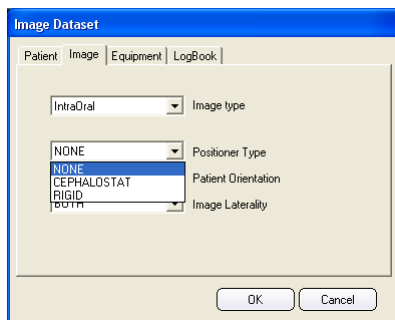 Image Dataset
Patient Image Equipment LogBook
IntraOral Image type
NONE Positioner Type
NONE
CEPHALOSTAT Patient Orientation
RIGID
BOTH Image Laterality
OK Cancel